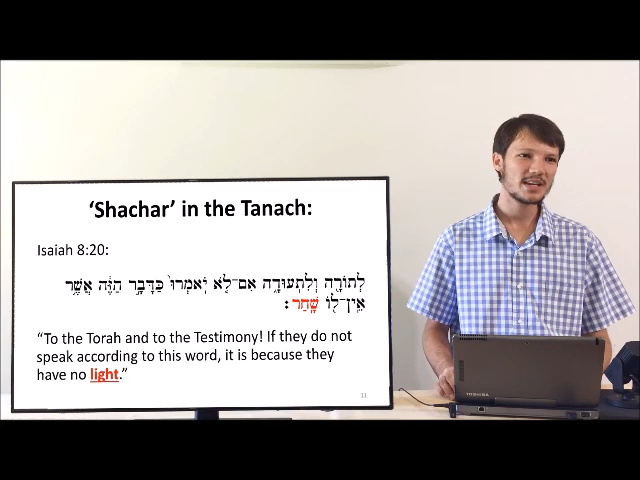 ‘Shachar’ in the Tanach:
Isaiah 8:20:
לְתוֹרָ֖ה וְלִתְעוּדָ֑ה אִם־לֹ֤א יֹֽאמְרוּ֙ כַּדָּבָ֣ר הַזֶּ֔ה אֲשֶׁ֥ר
אֵֽין־ל֖וֹ שָֽׁחַר׃
“To the Torah and to the Testimony! If they do not
speak according to this word, it is because they
have no light.”
11
TOSHIBA